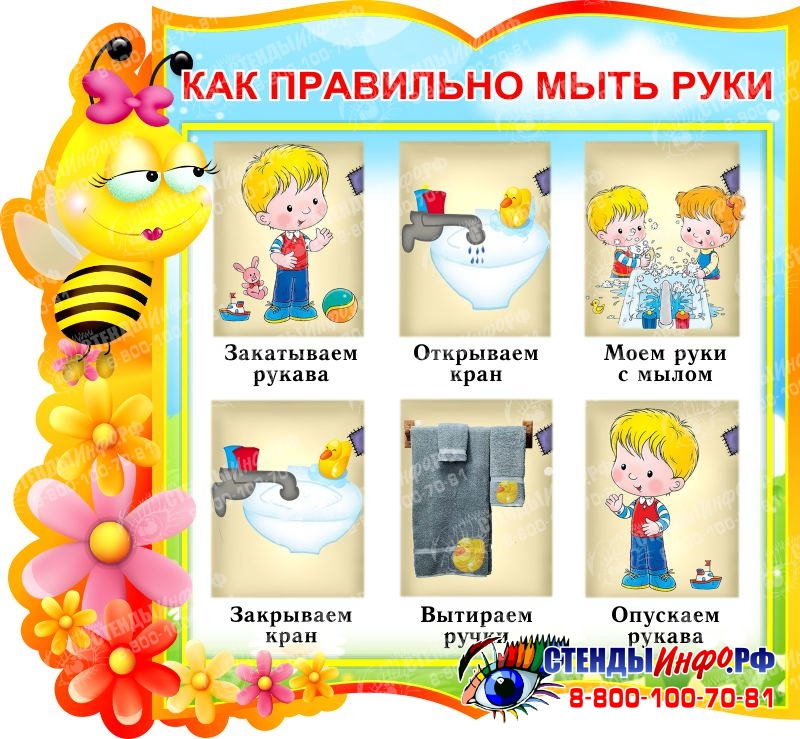 КАК ПРАВИЛЬНО МЫТЬ РУКИ
Закатываем
рукава
Открываем
кран
Моем руки
с мылом
Закрываем
кран
Вытираем
ручки
Опускаем
рукава
СТЕНДЫИНФО.РФ
8-800-100-70-81